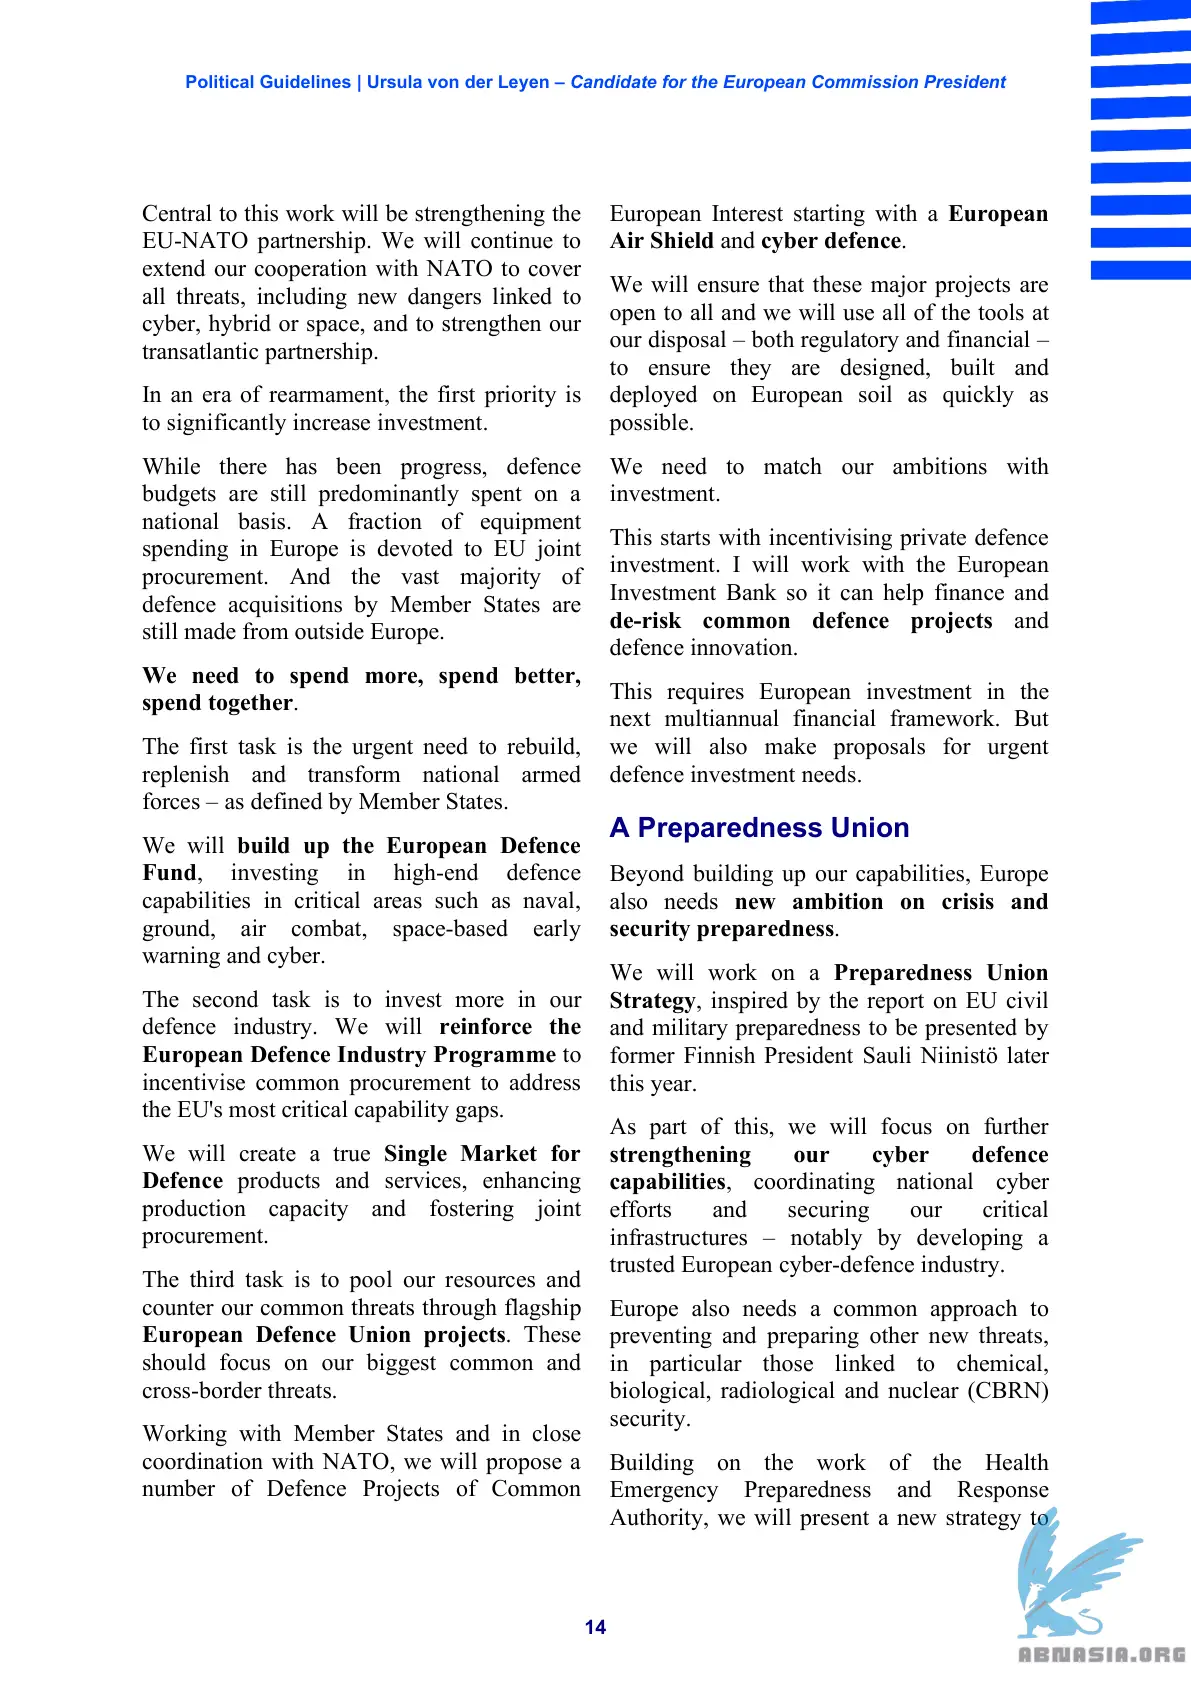 Political Guidelines | Ursula von der Leyen – Candidate for the European Commission President
Central to this work will be strengthening the
EU-NATO partnership. We will continue to
extend our cooperation with NATO to cover
all threats, including new dangers linked to
cyber, hybrid or space, and to strengthen our
transatlantic partnership.
In an era of rearmament, the first priority is
to significantly increase investment.
While there has been progress, defence
budgets are still predominantly spent on a
national basis. A fraction of equipment
spending in Europe is devoted to EU joint
procurement. And the vast majority of
defence acquisitions by Member States are
still made from outside Europe.
We need to spend more, spend better,
spend together.
The first task is the urgent need to rebuild,
replenish and transform national armed
forces – as defined by Member States.
We will build up the European Defence
Fund, investing in high-end defence
capabilities in critical areas such as naval,
ground, air combat, space-based early
warning and cyber.
The second task is to invest more in our
defence industry. We will reinforce the
European Defence Industry Programme to
incentivise common procurement to address
the EU's most critical capability gaps.
We will create a true Single Market for
Defence products and services, enhancing
production capacity and fostering joint
procurement.
The third task is to pool our resources and
counter our common threats through flagship
European Defence Union projects. These
should focus on our biggest common and
cross-border threats.
Working with Member States and in close
coordination with NATO, we will propose a
number of Defence Projects of Common
European Interest starting with a European
Air Shield and cyber defence.
We will ensure that these major projects are
open to all and we will use all of the tools at
our disposal – both regulatory and financial –
to ensure they are designed, built and
deployed on European soil as quickly as
possible.
We need to match our ambitions with
investment.
This starts with incentivising private defence
investment. I will work with the European
Investment Bank so it can help finance and
de-risk common defence projects and
defence innovation.
This requires European investment in the
next multiannual financial framework. But
we will also make proposals for urgent
defence investment needs.
A Preparedness Union
Beyond building up our capabilities, Europe
also needs new ambition on crisis and
security preparedness.
We will work on a Preparedness Union
Strategy, inspired by the report on EU civil
and military preparedness to be presented by
former Finnish President Sauli Niinistö later
this year.
As part of this, we will focus on further
strengthening our cyber defence
capabilities, coordinating national cyber
efforts and securing our critical
infrastructures – notably by developing a
trusted European cyber-defence industry.
Europe also needs a common approach to
preventing and preparing other new threats,
in particular those linked to chemical,
biological, radiological and nuclear (CBRN)
security.
Building on the work of the Health
Emergency Preparedness and Response
Authority, we will present a new strategy to
14
ABNASIA.ORG